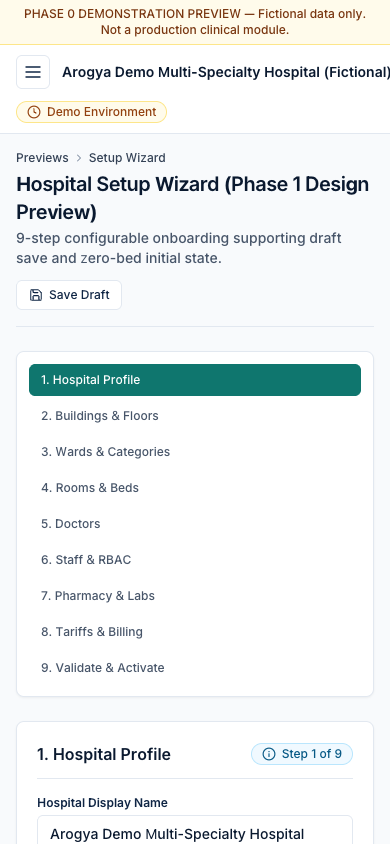 PHASE 0 DEMONSTRATION PREVIEW — Fictional data only.
Not a production clinical module.
Arogya Demo Multi-Specialty Hospital (Fictional)
Demo Environment
Previews > Setup Wizard
Hospital Setup Wizard (Phase 1 Design
Preview)
9-step configurable onboarding supporting draft
save and zero-bed initial state.
Save Draft
1. Hospital Profile
2. Buildings & Floors
3. Wards & Categories
4. Rooms & Beds
5. Doctors
6. Staff & RBAC
7. Pharmacy & Labs
8. Tariffs & Billing
9. Validate & Activate
1. Hospital Profile
Step 1 of 9
Hospital Display Name
Arogya Demo Multi-Specialty Hospital